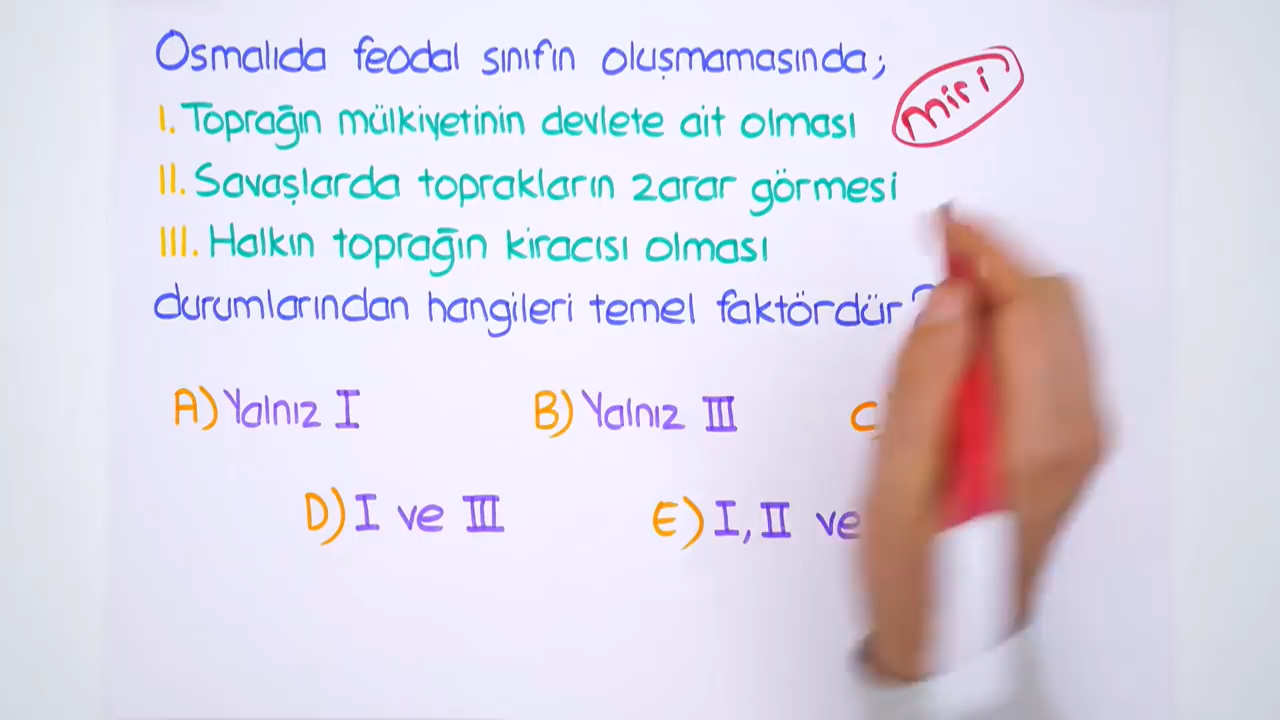 Osmalıda feodal sınıfın oluşmamasında;
miri
I. Toprağın mülkiyetinin devlete ait olması
II. Savaşlarda toprakların zarar görmesi
III. Halkın toprağın kiracısı olması
durumlarından hangileri temel faktördür?
A) Yalnız I B) Yalnız III C)
D) I ve III E) I, II ve